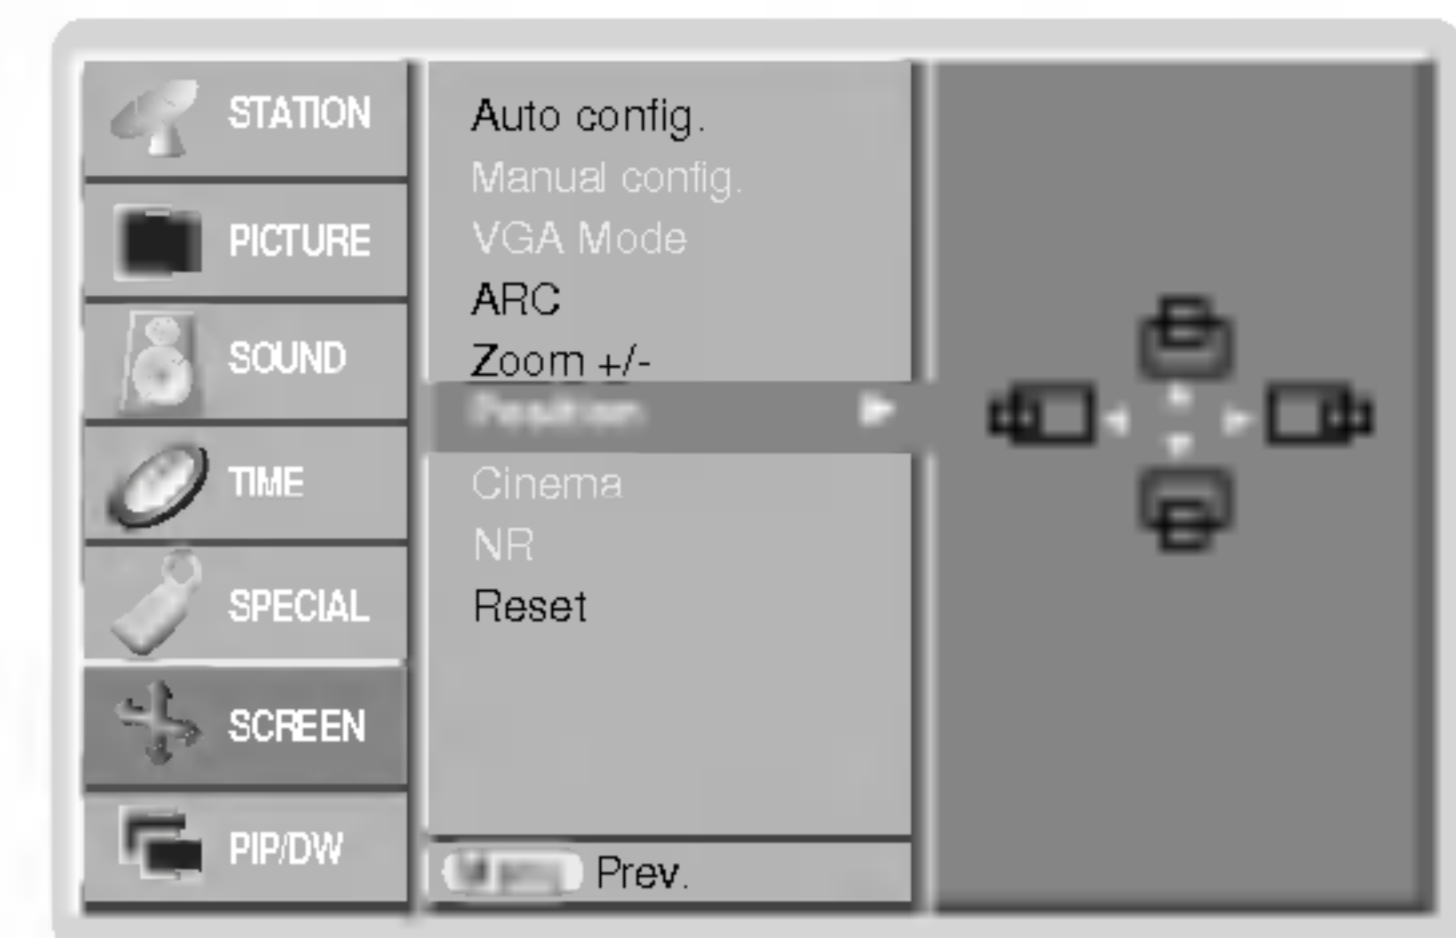 STATION
PICTURE
SOUND
TIME
SPECIAL
SCREEN
PIP/DW
Auto config.
Manual config.
VGA Mode
ARC
Zoom +/-
Position
Cinema
NR
Reset
Prev.